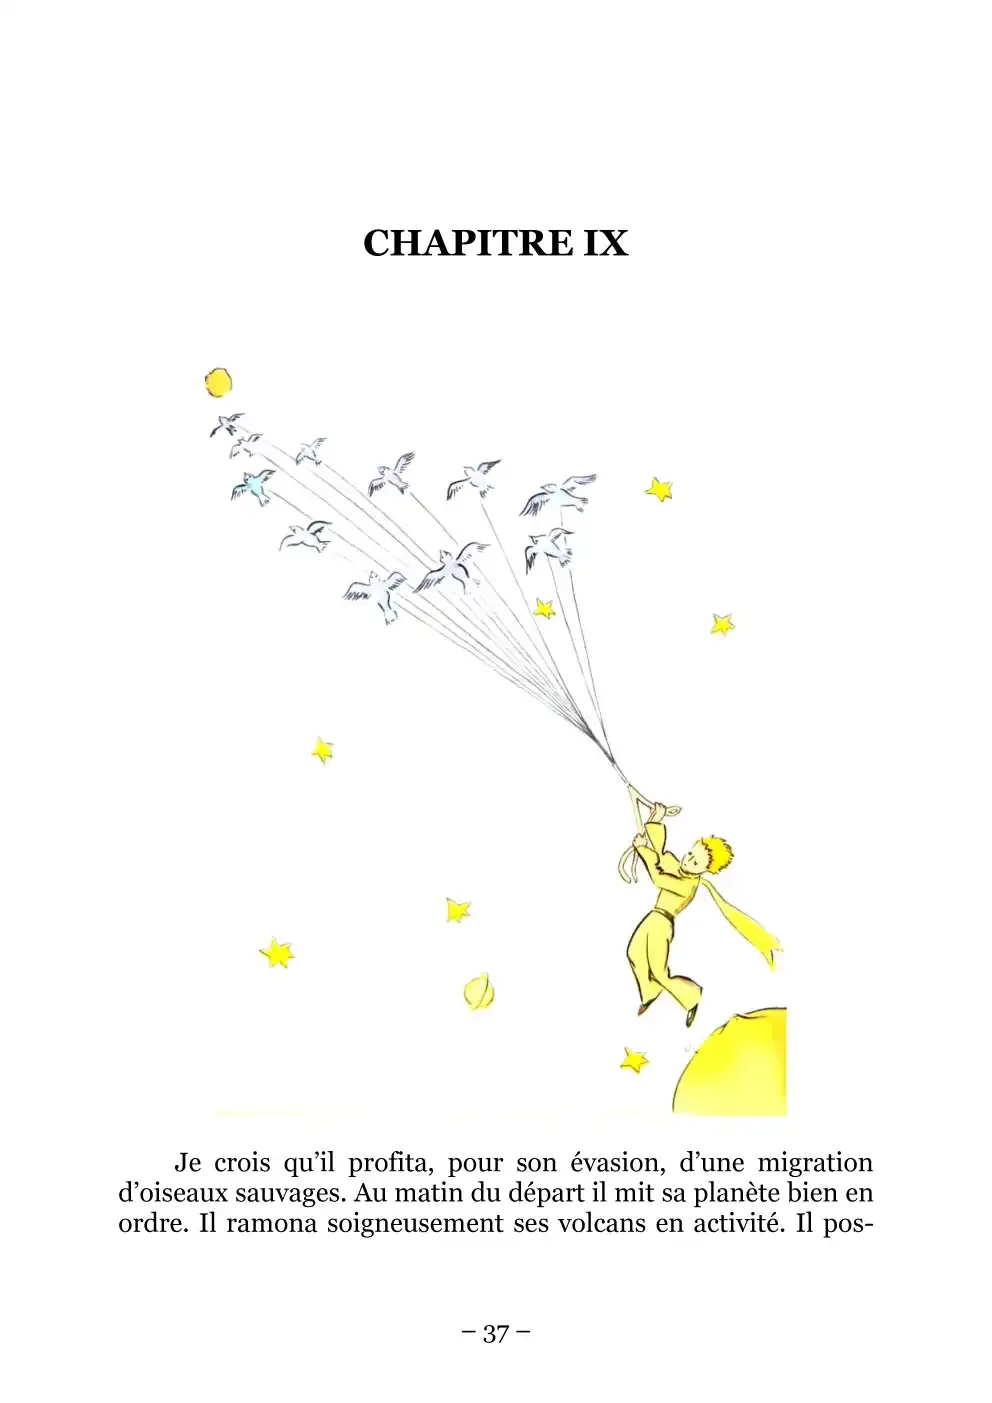 CHAPITRE IX
Je crois qu’il profita, pour son évasion, d’une migration
d’oiseaux sauvages. Au matin du départ il mit sa planète bien en
ordre. Il ramona soigneusement ses volcans en activité. Il pos-
– 37 –